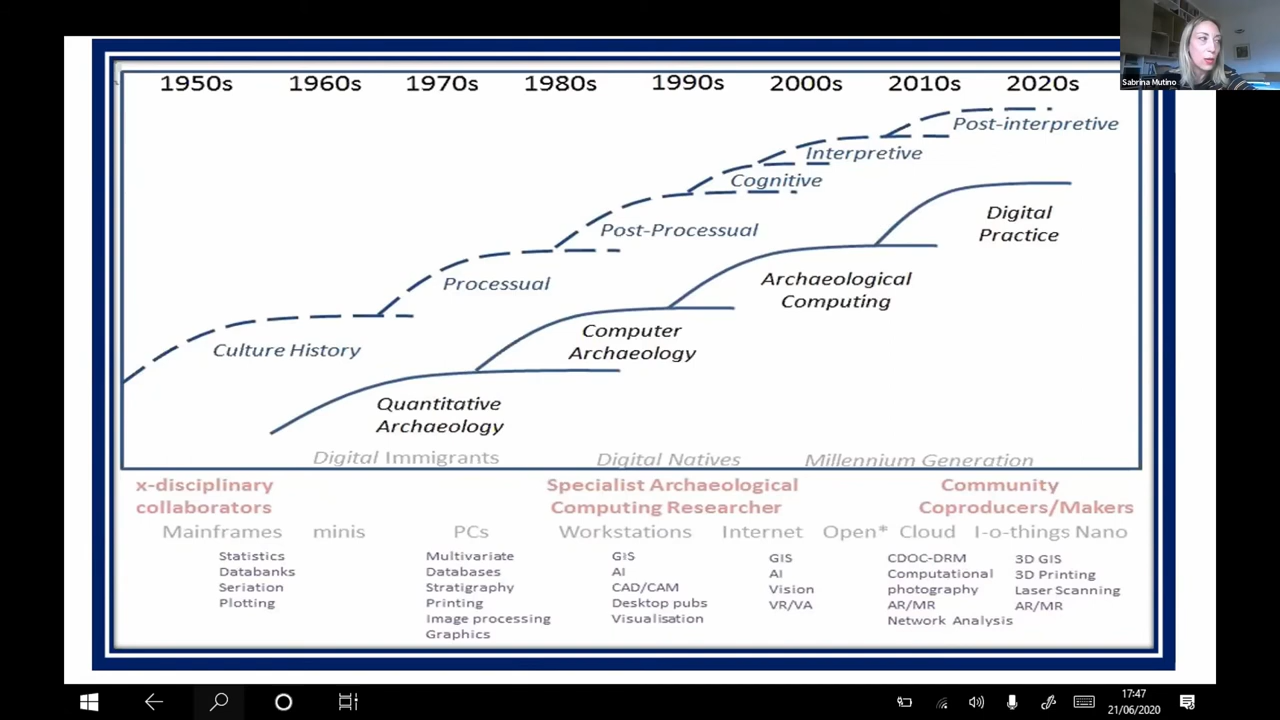 1950s 1960s 1970s 1980s 1990s 2000s 2010s 2020s
Sabrina Mutino
Post-interpretive
Interpretive
Cognitive
Post-Processual
Processual
Culture History
Digital
Practice
Archaeological
Computing
Computer
Archaeology
Quantitative
Archaeology
Digital Immigrants Digital Natives Millennium Generation
x-disciplinary
collaborators
Specialist Archaeological
Computing Researcher
Community
Coproducers/Makers
Mainframes minis PCs Workstations Internet Open* Cloud I-o-things Nano
Statistics
Databanks
Seriation
Plotting
Multivariate
Databases
Stratigraphy
Printing
Image processing
Graphics
GIS
AI
CAD/CAM
Desktop pubs
Visualisation
GIS
AI
Vision
VR/VA
CDOC-DRM
Computational
photography
AR/MR
Network Analysis
3D GIS
3D Printing
Laser Scanning
AR/MR
17:47
21/06/2020